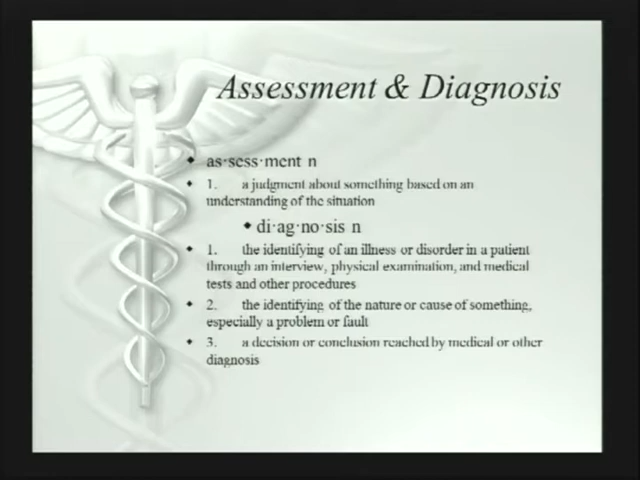 Assessment & Diagnosis
as·sess·ment n
1. a judgment about something based on an
understanding of the situation
di·ag·no·sis n
1. the identifying of an illness or disorder in a patient
through an interview, physical examination, and medical
tests and other procedures
2. the identifying of the nature or cause of something,
especially a problem or fault
3. a decision or conclusion reached by medical or other
diagnosis